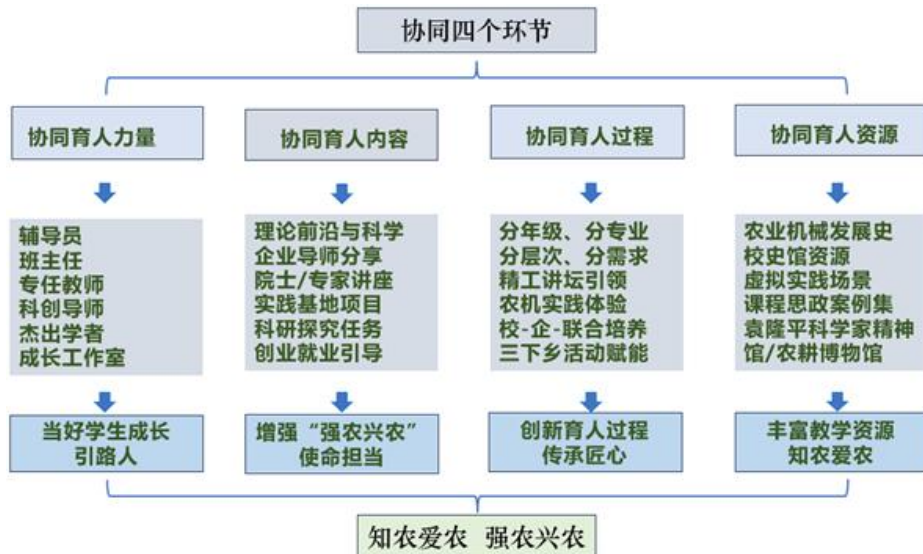 协同四个环节
协同育人力量
协同育人内容
协同育人过程
协同育人资源
辅导员
班主任
专任教师
科创导师
杰出学者
成长工作室
理论前沿与科学
企业导师分享
院士/专家讲座
实践基地项目
科研探究任务
创业就业引导
分年级、分专业
分层次、分需求
精工讲坛引领
农机实践体验
校-企-联合培养
三下乡活动赋能
农业机械发展史
校史馆资源
虚拟实践场景
课程思政案例集
袁隆平科学家精神
馆/农耕博物馆
当好学生成长
引路人
增强“强农兴农”
使命担当
创新育人过程
传承匠心
丰富教学资源
知农爱农
知农爱农 强农兴农